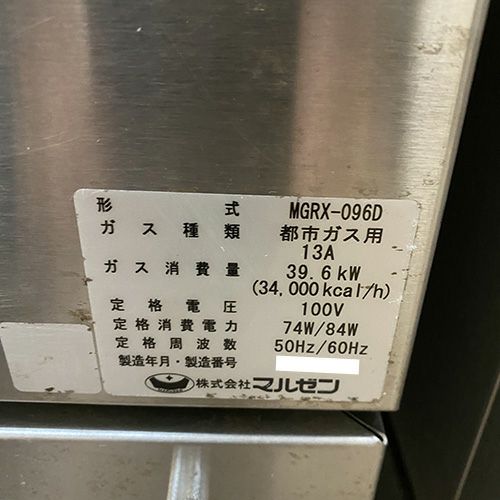 形式 MGRX-096D
ガス種類 都市ガス用
13A
ガス消費量 39.6kW
(34,000kcal/h)
定格電圧 100V
定格消費電力 74W/84W
定格周波数 50Hz/60Hz
製造年月・製造番号
株式会社マルゼン